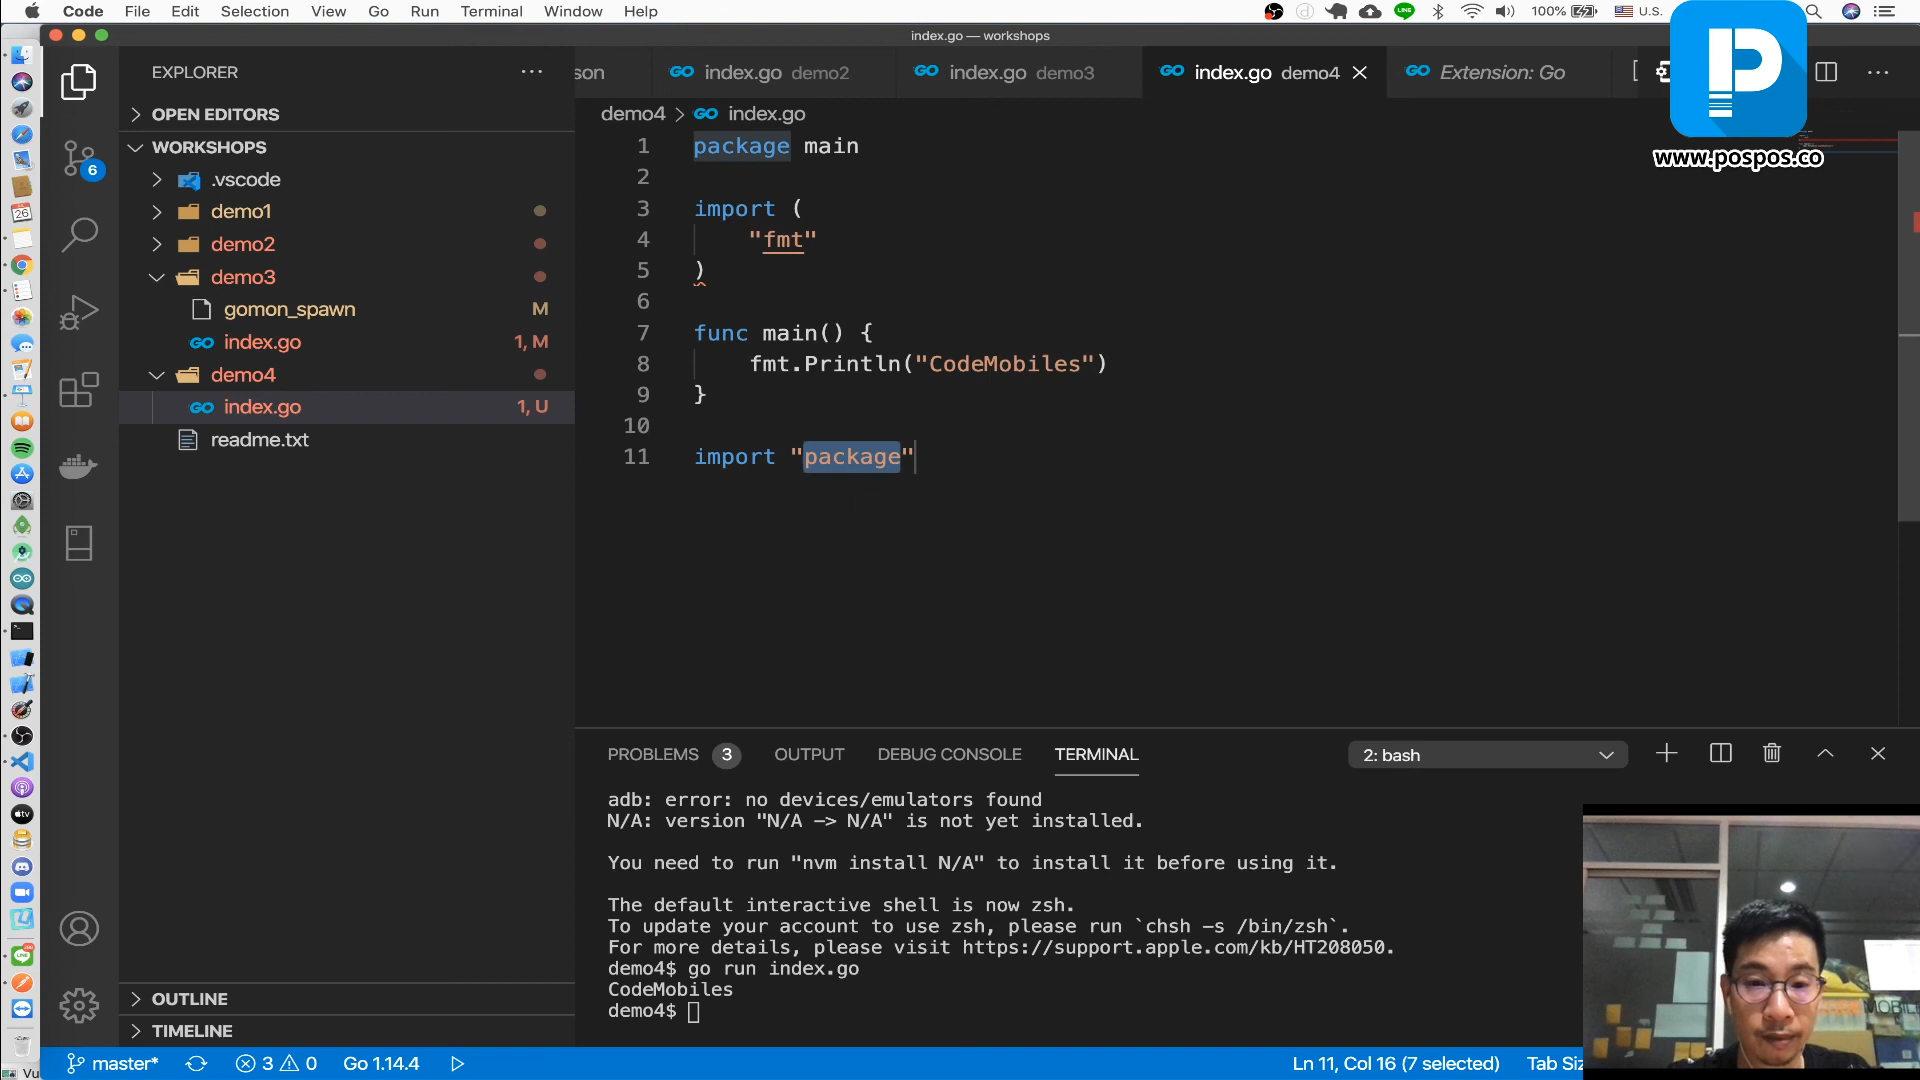 Code File Edit Selection View Go Run Terminal Window Help
100% U.S.
index.go — workshops
EXPLORER
son
index.go demo2
index.go demo3
index.go demo4
Extension: Go
www.pospos.co
OPEN EDITORS
WORKSHOPS
.vscode
demo1
demo2
demo3
gomon_spawn M
index.go 1, M
demo4
index.go 1, U
readme.txt
OUTLINE
TIMELINE
6
demo4 > index.go
1 package main
2
3 import (
4 "fmt"
5 )
6
7 func main() {
8 fmt.Println("CodeMobiles")
9 }
10
11 import "package"
PROBLEMS 3 OUTPUT DEBUG CONSOLE TERMINAL
2: bash
adb: error: no devices/emulators found
N/A: version "N/A -> N/A" is not yet installed.
You need to run "nvm install N/A" to install it before using it.
The default interactive shell is now zsh.
To update your account to use zsh, please run `chsh -s /bin/zsh`.
For more details, please visit https://support.apple.com/kb/HT208050.
demo4$ go run index.go
CodeMobiles
demo4$
master* 3 0 Go 1.14.4
Ln 11, Col 16 (7 selected) Tab Siz
Vu